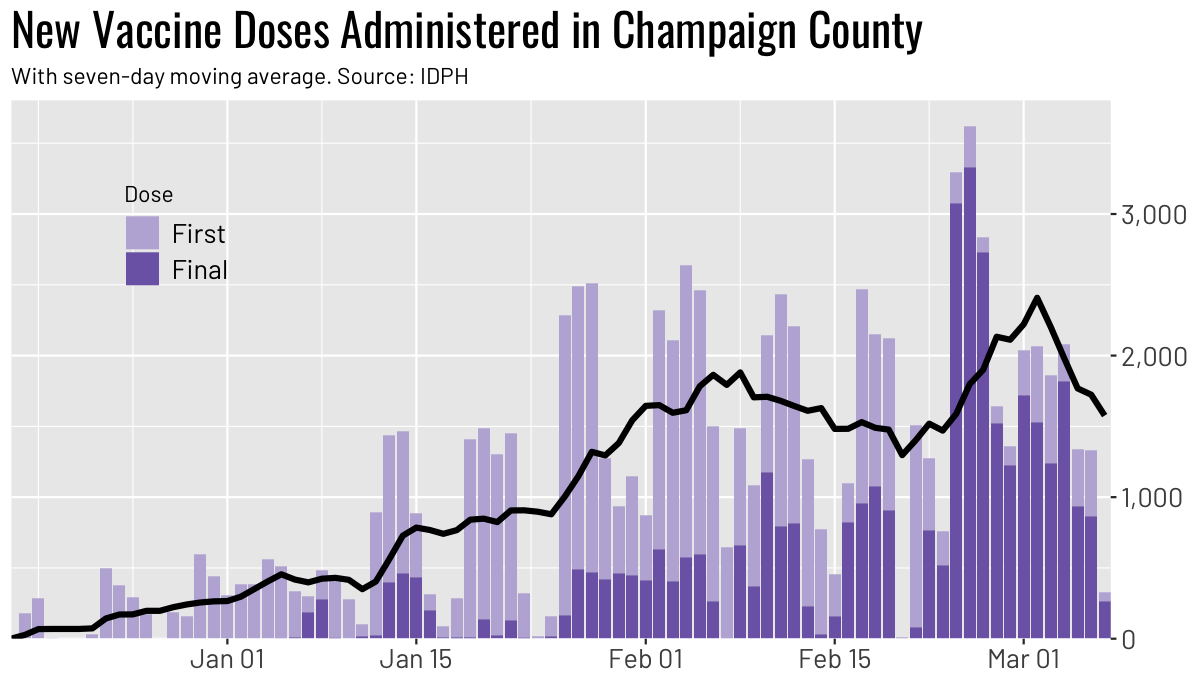 New Vaccine Doses Administered in Champaign County
With seven-day moving average. Source: IDPH
Dose
First
Final
3,000
2,000
1,000
0
Jan 01
Jan 15
Feb 01
Feb 15
Mar 01